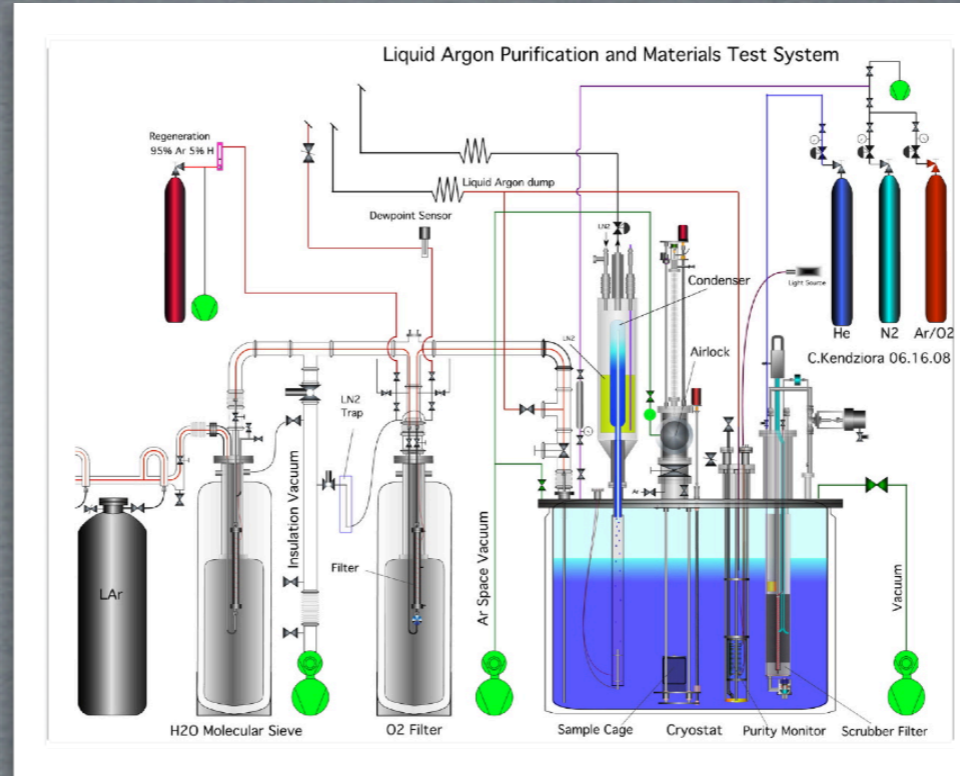 Liquid Argon Purification and Materials Test System
Regeneration
95% Ar 5% H
Liquid Argon dump
Dewpoint Sensor
LN2
Condenser
Light Source
He
N2
Ar/O2
C.Kendziora 06.16.08
LN2
Airlock
LN2
Trap
Insulation Vacuum
Ar
Filter
LAr
Ar Space Vacuum
Vacuum
H2O Molecular Sieve
O2 Filter
Sample Cage
Cryostat
Purity Monitor
Scrubber Filter